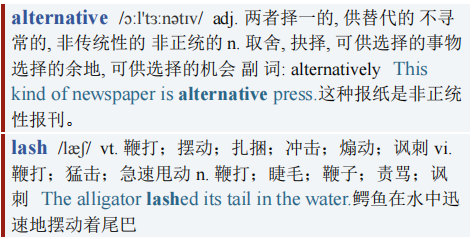 alternative /ɔːl'tɜːnətɪv/ adj. 两者择一的, 供替代的 不寻
常的, 非传统性的 非正统的 n. 取舍, 抉择, 可供选择的事物
选择的余地, 可供选择的机会 副 词: alternatively This
kind of newspaper is alternative press.这种报纸是非正统
性报刊。
lash /læʃ/ vt. 鞭打；摆动；扎捆；冲击；煽动；讽刺 vi.
鞭打；猛击；急速甩动 n. 鞭打；睫毛；鞭子；责骂；讽
刺 The alligator lashed its tail in the water.鳄鱼在水中迅
速地摆动着尾巴